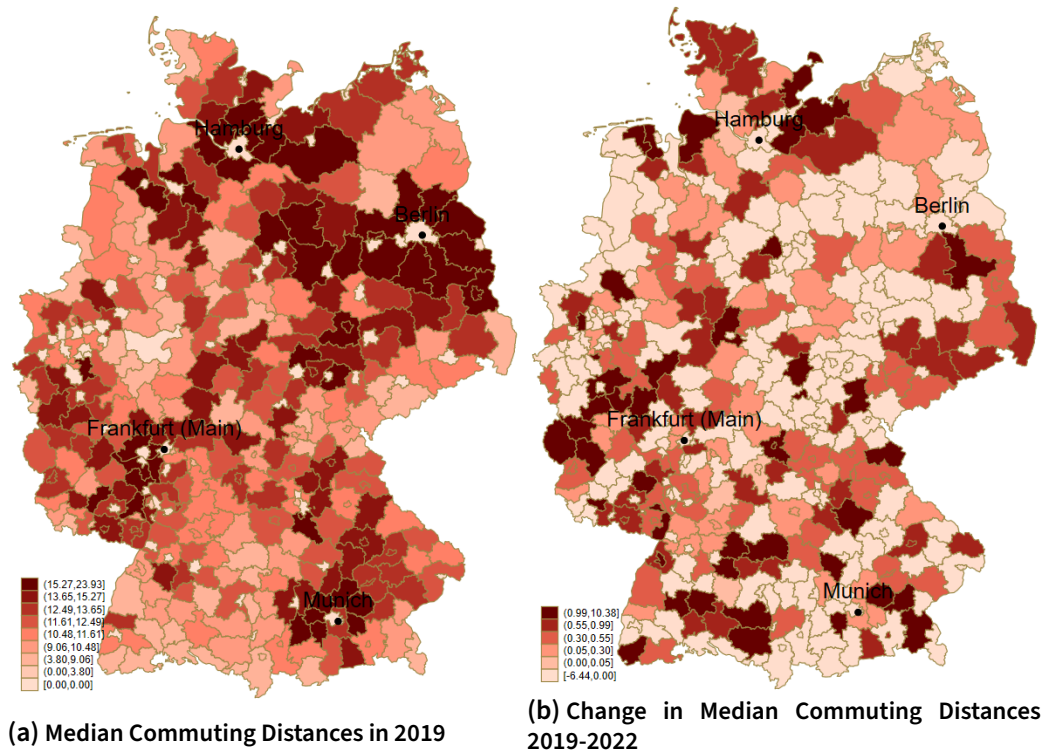 Hamburg
Berlin
Frankfurt (Main)
Munich
(15.27,23.93]
(13.65,15.27]
(12.49,13.65]
(11.61,12.49]
(10.48,11.61]
(9.06,10.48]
(3.80,9.06]
(0.00,3.80]
[0.00,0.00]
(a) Median Commuting Distances in 2019
Hamburg
Berlin
Frankfurt (Main)
Munich
(0.99,10.38]
(0.55,0.99]
(0.30,0.55]
(0.05,0.30]
(0.00,0.05]
[-6.44,0.00]
(b) Change in Median Commuting Distances
2019-2022